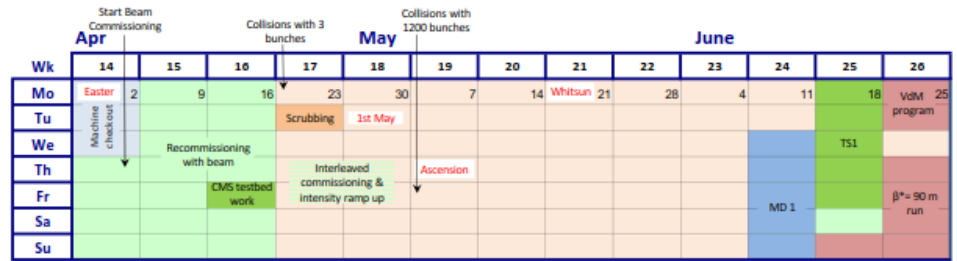 Start Beam
Commissioning
Collisions with 3
bunches
Collisions with
1200 bunches
Apr
May
June
Wk 14 15 16 17 18 19 20 21 22 23 24 25 26
Mo Easter 2 9 16 23 30 7 14 Whitsun 21 28 4 11 18 25
VdM
program
Tu Scrubbing 1st May
Machine
checkout
We TS1
Recommissioning
with beam
Th Ascension
Interleaved
commissioning &
intensity ramp up
Fr
CMS testbed
work
MD 1
β*= 90 m
run
Sa
Su